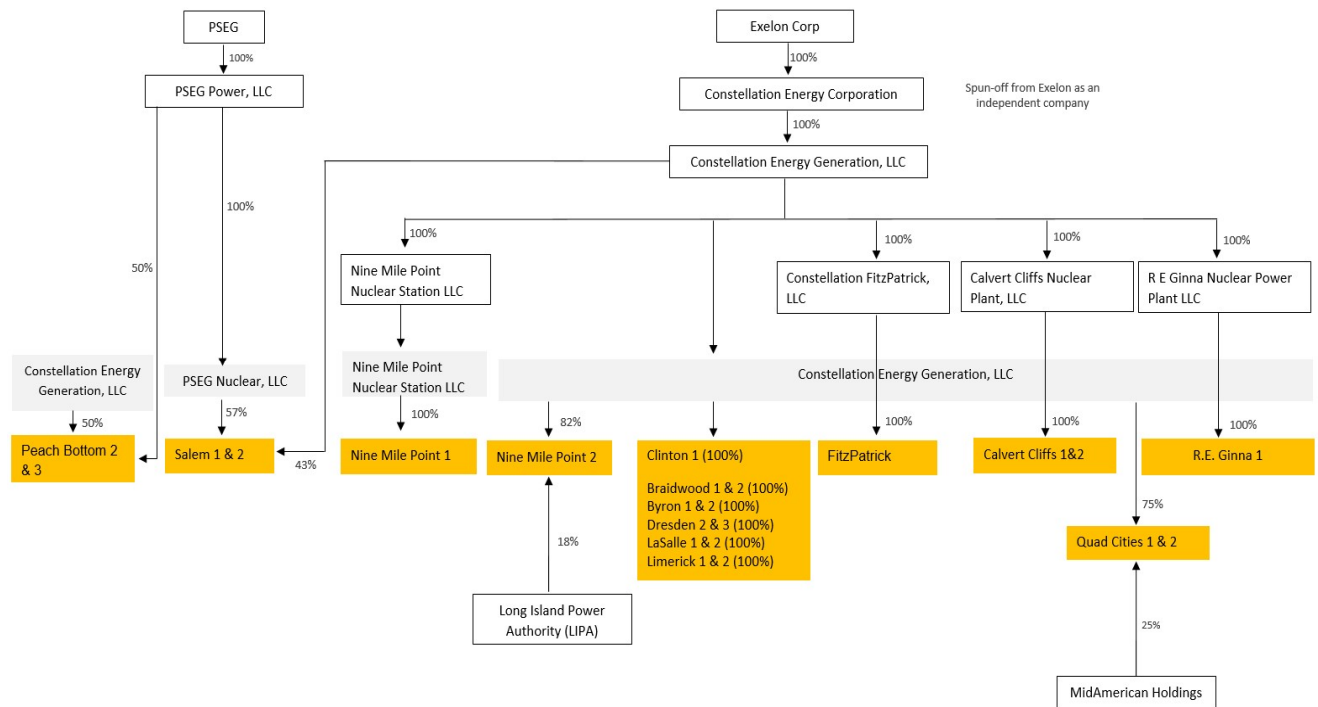 PSEG
Exelon Corp
100%
100%
PSEG Power, LLC
Constellation Energy Corporation
Spun-off from Exelon as an
independent company
100%
Constellation Energy Generation, LLC
100%
50%
100%
100%
100%
100%
Nine Mile Point
Nuclear Station LLC
Constellation FitzPatrick,
LLC
Calvert Cliffs Nuclear
Plant, LLC
R E Ginna Nuclear Power
Plant LLC
Constellation Energy
Generation, LLC
PSEG Nuclear, LLC
Nine Mile Point
Nuclear Station LLC
Constellation Energy Generation, LLC
50%
57%
100%
82%
100%
100%
100%
Peach Bottom 2
& 3
Salem 1 & 2
43%
Nine Mile Point 1
Nine Mile Point 2
Clinton 1 (100%)
Braidwood 1 & 2 (100%)
Byron 1 & 2 (100%)
Dresden 2 & 3 (100%)
LaSalle 1 & 2 (100%)
Limerick 1 & 2 (100%)
FitzPatrick
Calvert Cliffs 1&2
R.E. Ginna 1
75%
Quad Cities 1 & 2
18%
Long Island Power
Authority (LIPA)
25%
MidAmerican Holdings